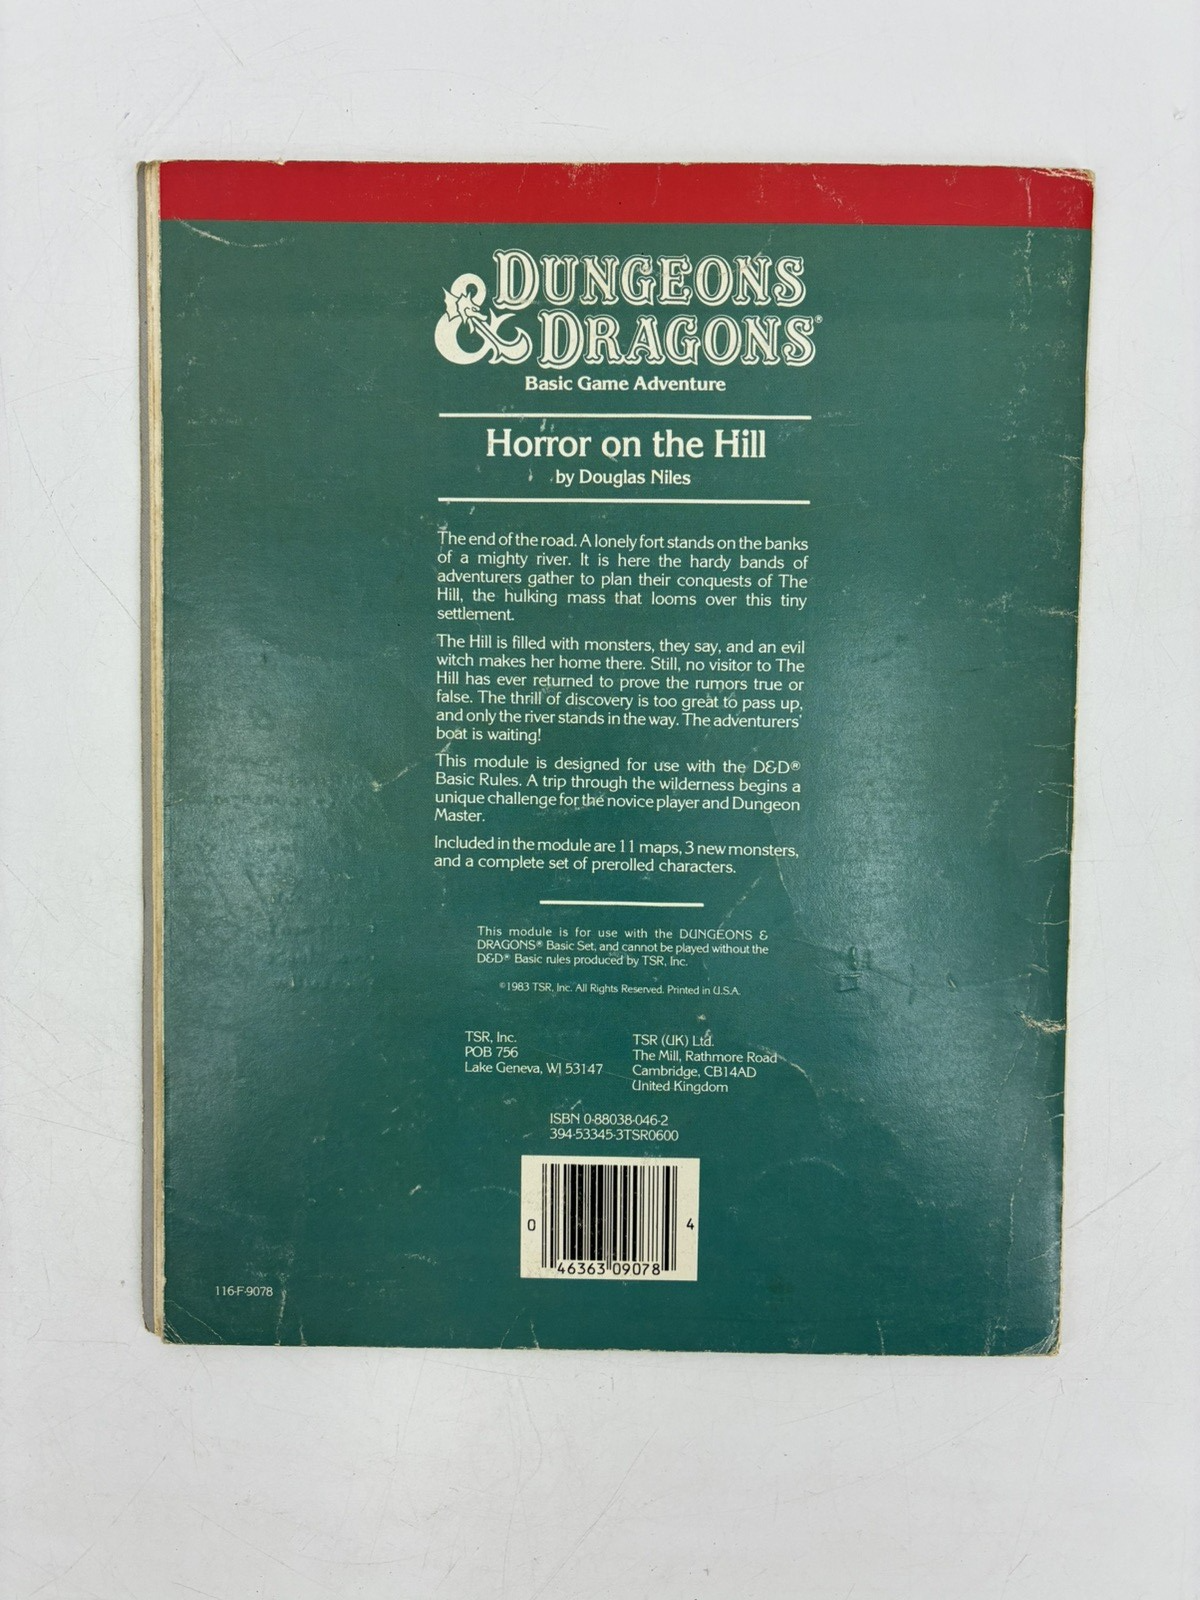 DUNGEONS
& DRAGONS®
Basic Game Adventure
Horror on the Hill
by Douglas Niles
The end of the road. A lonely fort stands on the banks
of a mighty river. It is here the hardy bands of
adventurers gather to plan their conquests of The
Hill, the hulking mass that looms over this tiny
settlement.
The Hill is filled with monsters, they say, and an evil
witch makes her home there. Still, no visitor to The
Hill has ever returned to prove the rumors true or
false. The thrill of discovery is too great to pass up,
and only the river stands in the way. The adventurers'
boat is waiting!
This module is designed for use with the D&D®
Basic Rules. A trip through the wilderness begins a
unique challenge for the novice player and Dungeon
Master.
Included in the module are 11 maps, 3 new monsters,
and a complete set of prerolled characters.
This module is for use with the DUNGEONS &
DRAGONS® Basic Set, and cannot be played without the
D&D® Basic rules produced by TSR, Inc.
©1983 TSR, Inc. All Rights Reserved. Printed in U.S.A.
TSR, Inc.
POB 756
Lake Geneva, WI 53147
TSR (UK) Ltd.
The Mill, Rathmore Road
Cambridge, CB14AD
United Kingdom
ISBN 0-88038-046-2
394-53345-3TSR0600
0 46363 09078 4
116-F-9078